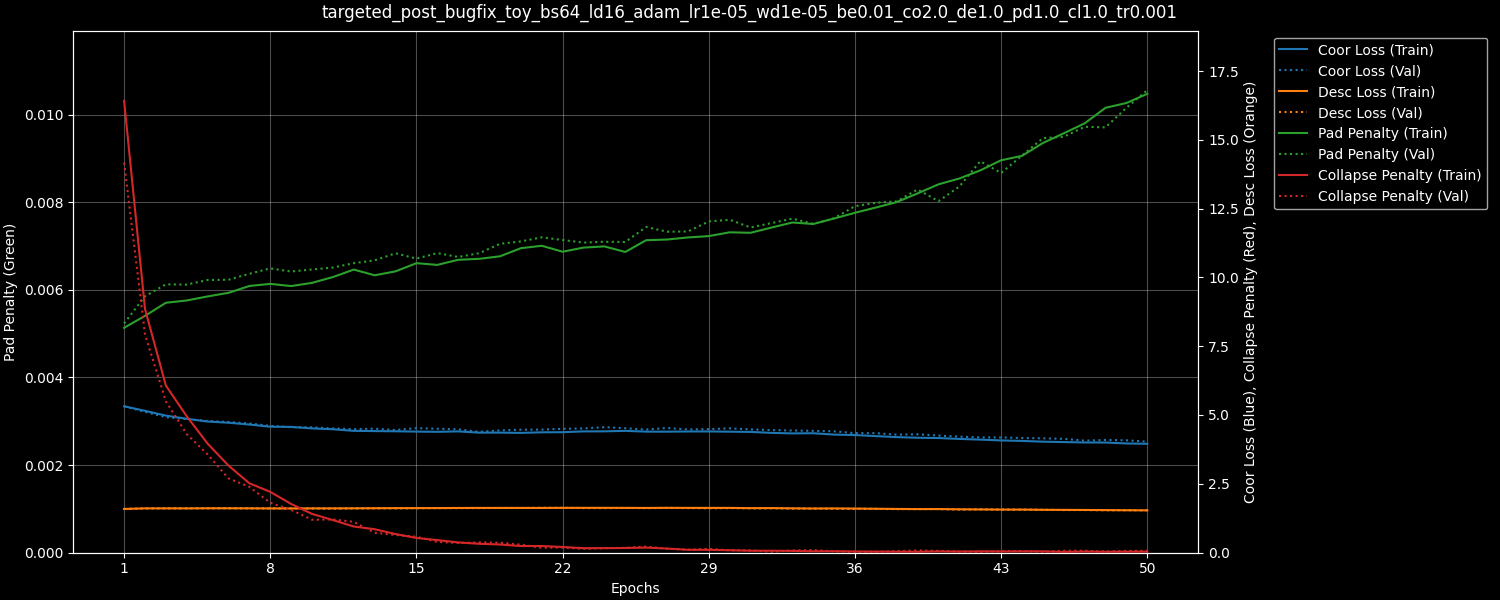 targeted_post_bugfix_toy_bs64_ld16_adam_lr1e-05_wd1e-05_be0.01_co2.0_de1.0_pd1.0_cl1.0_tr0.001
Pad Penalty (Green)
0.010
0.008
0.006
0.004
0.002
0.000
1
8
15
22
29
36
43
50
Epochs
17.5
15.0
12.5
10.0
7.5
5.0
2.5
0.0
Coor Loss (Blue), Collapse Penalty (Red), Desc Loss (Orange)
Coor Loss (Train)
Coor Loss (Val)
Desc Loss (Train)
Desc Loss (Val)
Pad Penalty (Train)
Pad Penalty (Val)
Collapse Penalty (Train)
Collapse Penalty (Val)